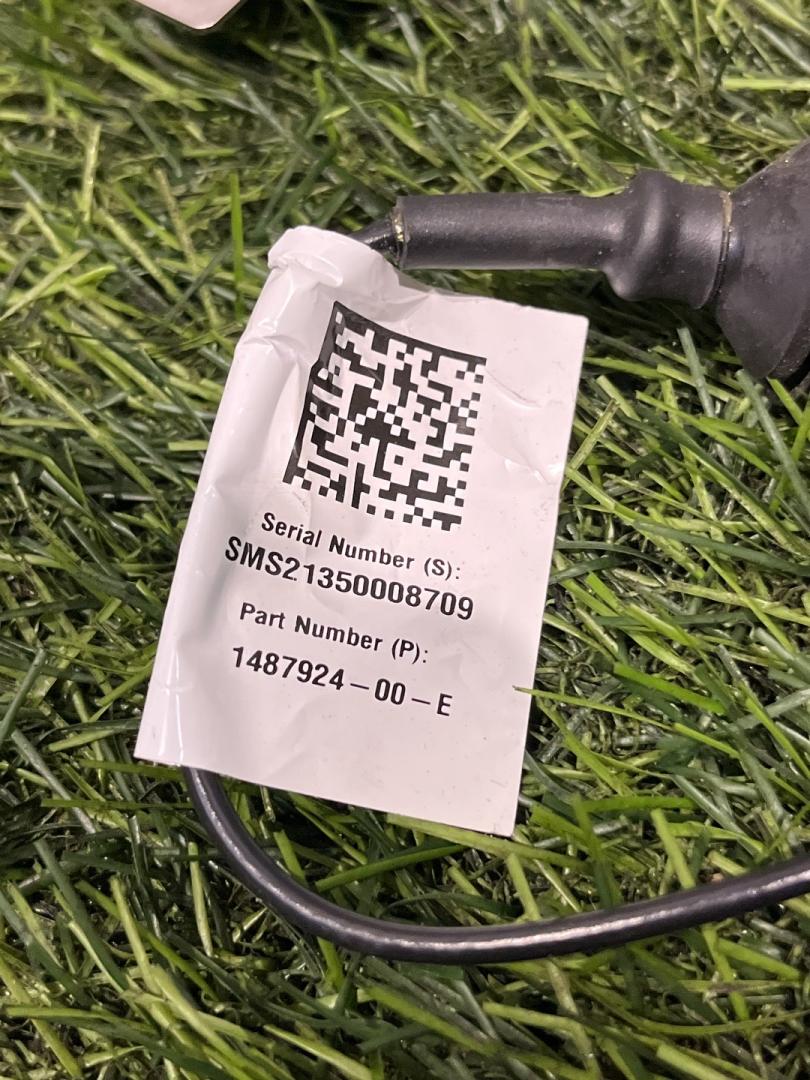 Serial Number (S):
SMS21350008709
Part Number (P):
1487924-00-E